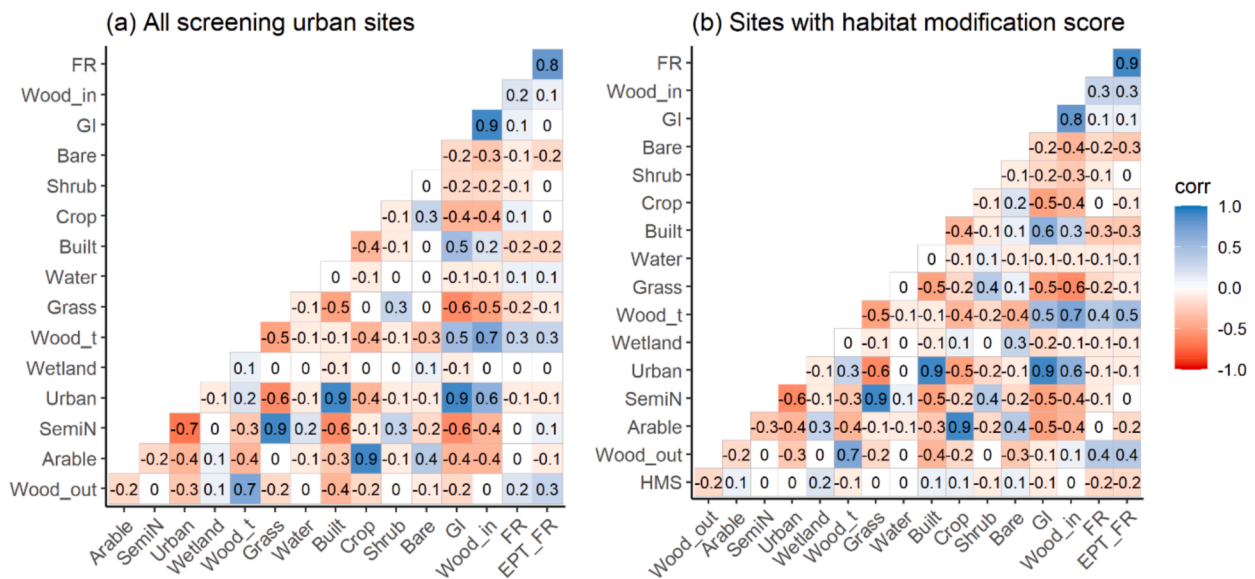 (a) All screening urban sites
FR 0.8
Wood_in 0.2 0.1
GI 0.9 0.1 0
Bare -0.2 -0.3 -0.1 -0.2
Shrub 0 -0.2 -0.2 -0.1 0
Crop -0.1 0.3 -0.4 -0.4 0.1 0
Built -0.4 -0.1 0 0.5 0.2 -0.2 -0.2
Water 0 -0.1 0 0 -0.1 -0.1 0.1 0.1
Grass -0.1 -0.5 0 0.3 0 -0.6 -0.5 -0.2 -0.1
Wood_t -0.5 -0.1 -0.1 -0.4 -0.1 -0.3 0.5 0.7 0.3 0.3
Wetland 0.1 0 0 -0.1 0 0 0.1 -0.1 0 0 0
Urban -0.1 0.2 -0.6 -0.1 0.9 -0.4 -0.1 -0.1 0.9 0.6 -0.1 -0.1
SemiN -0.7 0 -0.3 0.9 0.2 -0.6 -0.1 0.3 -0.2 -0.6 -0.4 0 0.1
Arable -0.2 -0.4 0.1 -0.4 0 -0.1 -0.3 0.9 -0.1 0.4 -0.4 -0.4 0 -0.1
Wood_out -0.2 0 -0.3 0.1 0.7 -0.2 0 -0.4 -0.2 0 -0.1 -0.2 0 0.2 0.3
Arable SemiN Urban Wetland Wood_t Grass Water Built Crop Shrub Bare GI Wood_in FR EPT_FR
(b) Sites with habitat modification score
FR 0.9
Wood_in 0.3 0.3
GI 0.8 0.1 0.1
Bare -0.2 -0.4 -0.2 -0.3
Shrub -0.1 -0.2 -0.3 -0.1 0
Crop -0.1 0.2 -0.5 -0.4 0 -0.1
Built -0.4 -0.1 0.1 0.6 0.3 -0.3 -0.3
Water 0 -0.1 0.1 -0.1 -0.1 -0.1 -0.1 -0.1
Grass 0 -0.5 -0.2 0.4 0.1 -0.5 -0.6 -0.2 -0.1
Wood_t -0.5 -0.1 -0.1 -0.4 -0.2 -0.4 0.5 0.7 0.4 0.5
Wetland 0 -0.1 0 -0.1 0.1 0 0.3 -0.2 -0.1 -0.1 -0.1
Urban -0.1 0.3 -0.6 0 0.9 -0.5 -0.2 -0.1 0.9 0.6 -0.1 -0.1
SemiN -0.6 -0.1 -0.3 0.9 0.1 -0.5 -0.2 0.4 -0.2 -0.5 -0.4 -0.1 0
Arable -0.3 -0.4 0.3 -0.4 -0.1 -0.1 -0.3 0.9 -0.2 0.4 -0.5 -0.4 0 -0.2
Wood_out -0.2 0 -0.3 0 0.7 -0.2 0 -0.4 -0.2 0 -0.3 -0.1 0.1 0.4 0.4
HMS -0.2 0.1 0 0 0.2 -0.1 0 0 0.1 0.1 -0.1 0.1 0 0 -0.2 -0.2
Wood_out Arable SemiN Urban Wetland Wood_t Grass Water Built Crop Shrub Bare GI Wood_in FR EPT_FR
corr
1.0
0.5
0.0
-0.5
-1.0